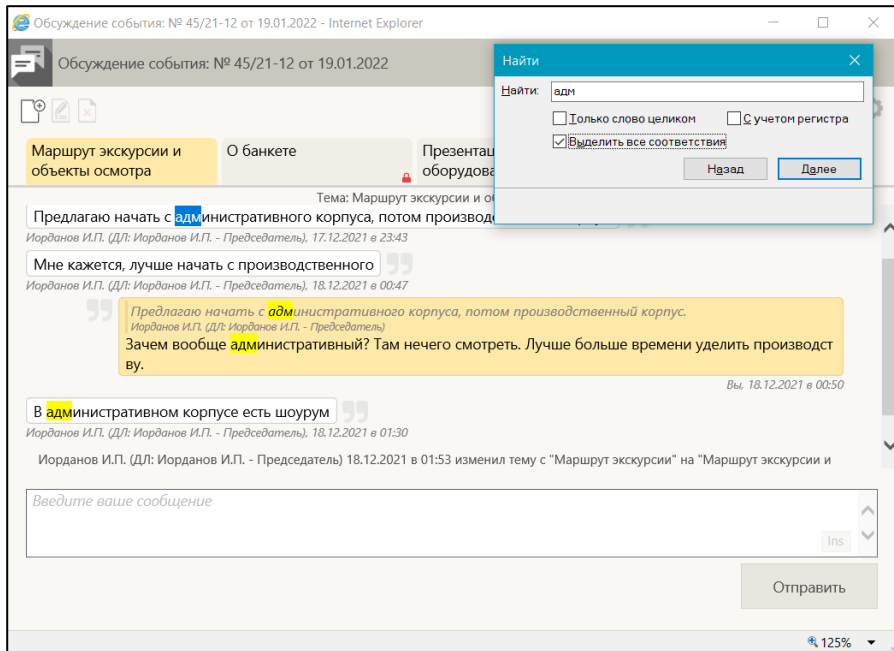 Обсуждение события: № 45/21-12 от 19.01.2022 - Internet Explorer
Обсуждение события: № 45/21-12 от 19.01.2022
Найти
Найти: адм
Только слово целиком С учетом регистра
Выделить все соответствия
Назад Далее
Маршрут экскурсии и объекты осмотра
О банкете
Презентац
оборудова
Тема: Маршрут экскурсии и об
Предлагаю начать с административного корпуса, потом производс
Иорданов И.П. (ДЛ: Иорданов И.П. - Председатель), 17.12.2021 в 23:43
Мне кажется, лучше начать с производственного
Иорданов И.П. (ДЛ: Иорданов И.П. - Председатель), 18.12.2021 в 00:47
Предлагаю начать с административного корпуса, потом производственный корпус.
Иорданов И.П. (ДЛ: Иорданов И.П. - Председатель)
Зачем вообще административный? Там нечего смотреть. Лучше больше времени уделить производст
ву.
Вы, 18.12.2021 в 00:50
В административном корпусе есть шоурум
Иорданов И.П. (ДЛ: Иорданов И.П. - Председатель), 18.12.2021 в 01:30
Иорданов И.П. (ДЛ: Иорданов И.П. - Председатель) 18.12.2021 в 01:53 изменил тему с "Маршрут экскурсии" на "Маршрут экскурсии и
Введите ваше сообщение
Ins
Отправить
125%